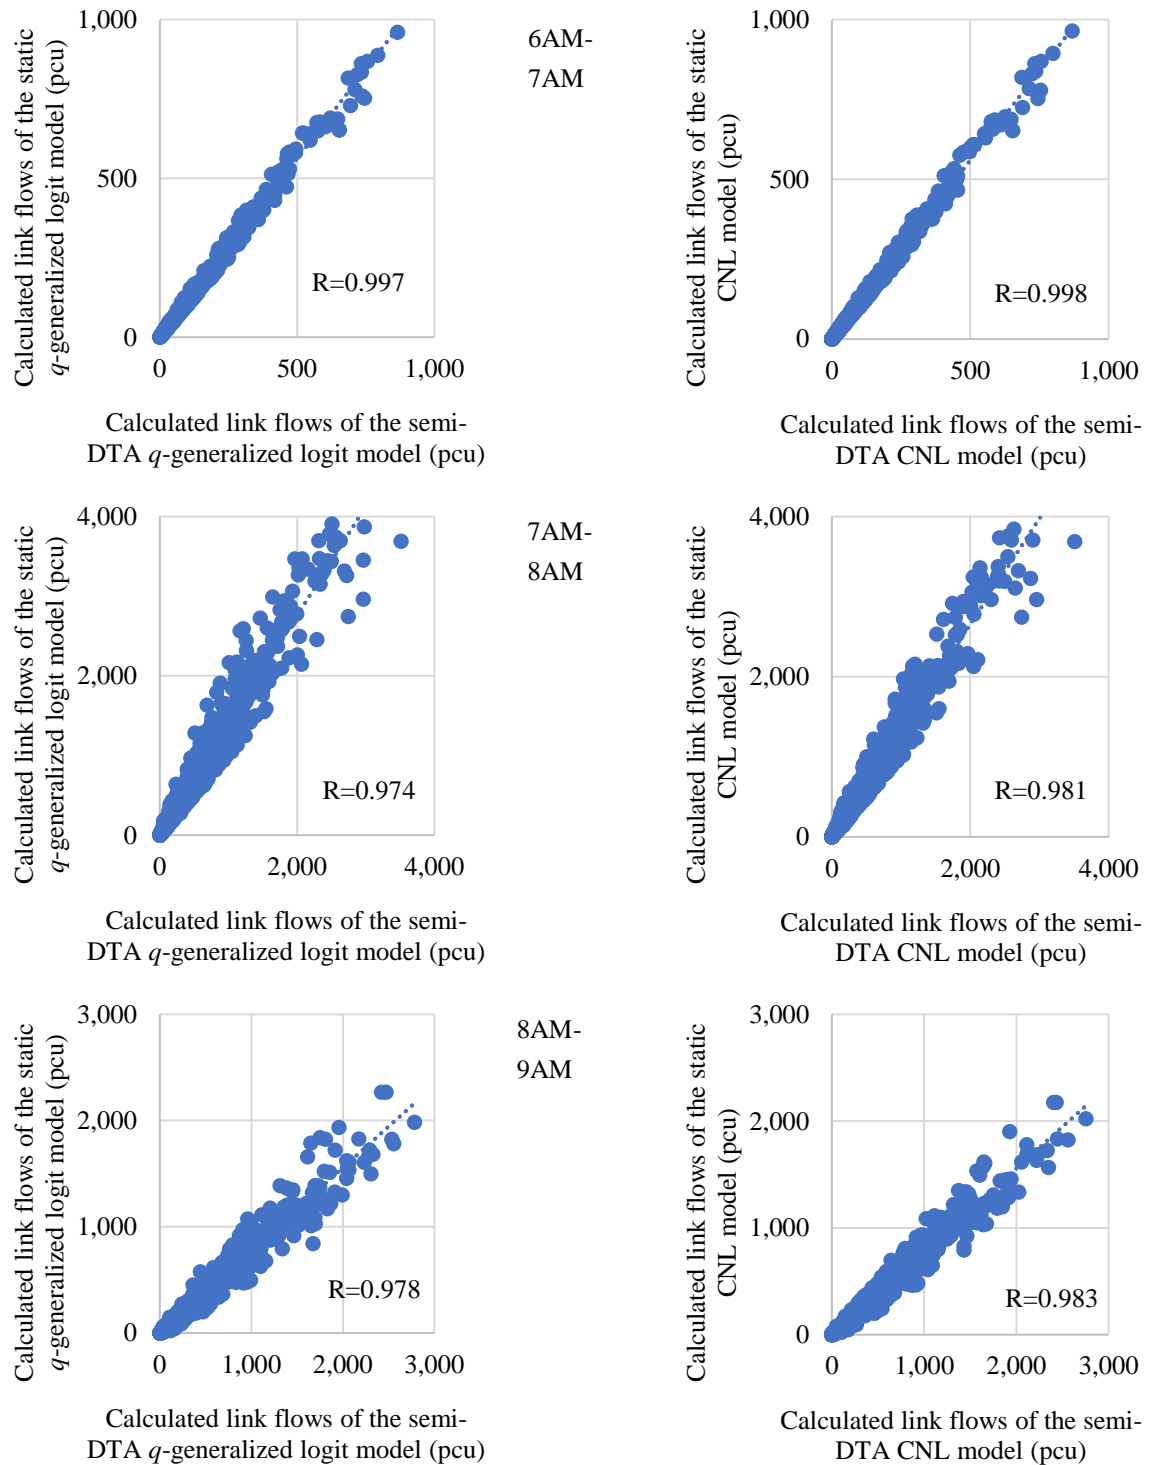 Calculated link flows of the static
q-generalized logit model (pcu)
1,000
500
0
0
500
1,000
R=0.997
Calculated link flows of the semi-
DTA q-generalized logit model (pcu)
6AM-
7AM
Calculated link flows of the static
CNL model (pcu)
1,000
500
0
0
500
1,000
R=0.998
Calculated link flows of the semi-
DTA CNL model (pcu)
Calculated link flows of the static
q-generalized logit model (pcu)
4,000
2,000
0
0
2,000
4,000
R=0.974
Calculated link flows of the semi-
DTA q-generalized logit model (pcu)
7AM-
8AM
Calculated link flows of the static
CNL model (pcu)
4,000
2,000
0
0
2,000
4,000
R=0.981
Calculated link flows of the semi-
DTA CNL model (pcu)
Calculated link flows of the static
q-generalized logit model (pcu)
3,000
2,000
1,000
0
0
1,000
2,000
3,000
R=0.978
Calculated link flows of the semi-
DTA q-generalized logit model (pcu)
8AM-
9AM
Calculated link flows of the static
CNL model (pcu)
3,000
2,000
1,000
0
0
1,000
2,000
3,000
R=0.983
Calculated link flows of the semi-
DTA CNL model (pcu)